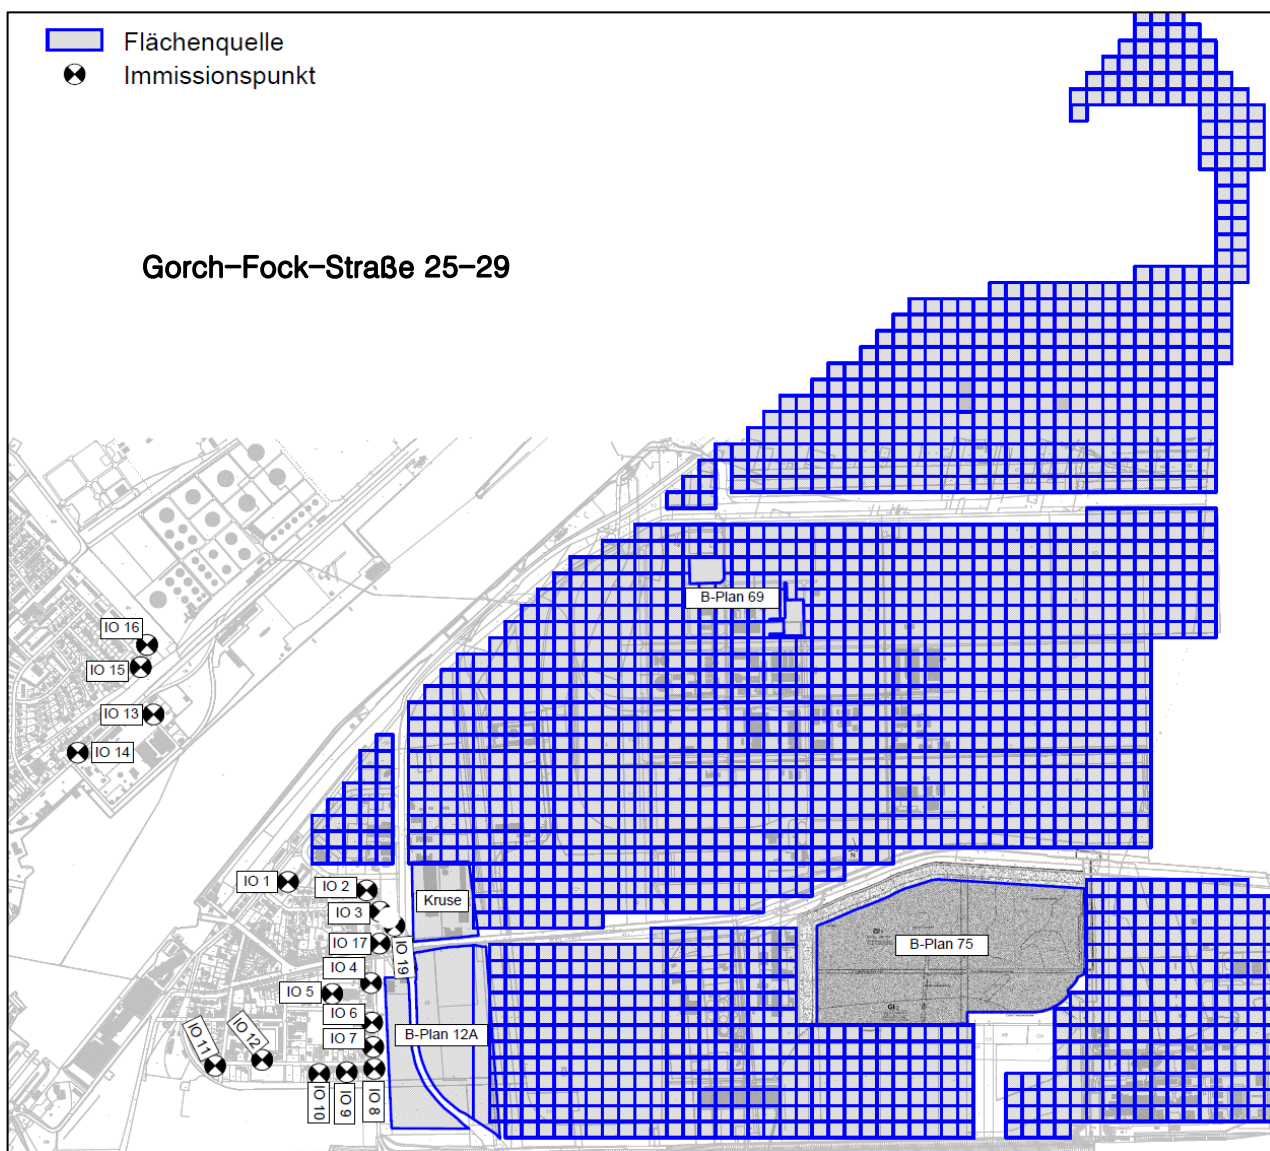 Flächenquelle
Immissionspunkt
Gorch-Fock-Straße 25-29
B-Plan 69
IO 16
IO 15
IO 13
IO 14
IO 1
IO 2
Kruse
IO 3
IO 17
IO 19
B-Plan 75
IO 4
IO 5
IO 6
IO 7
B-Plan 12A
IO 11
IO 12
IO 10
IO 9
IO 8